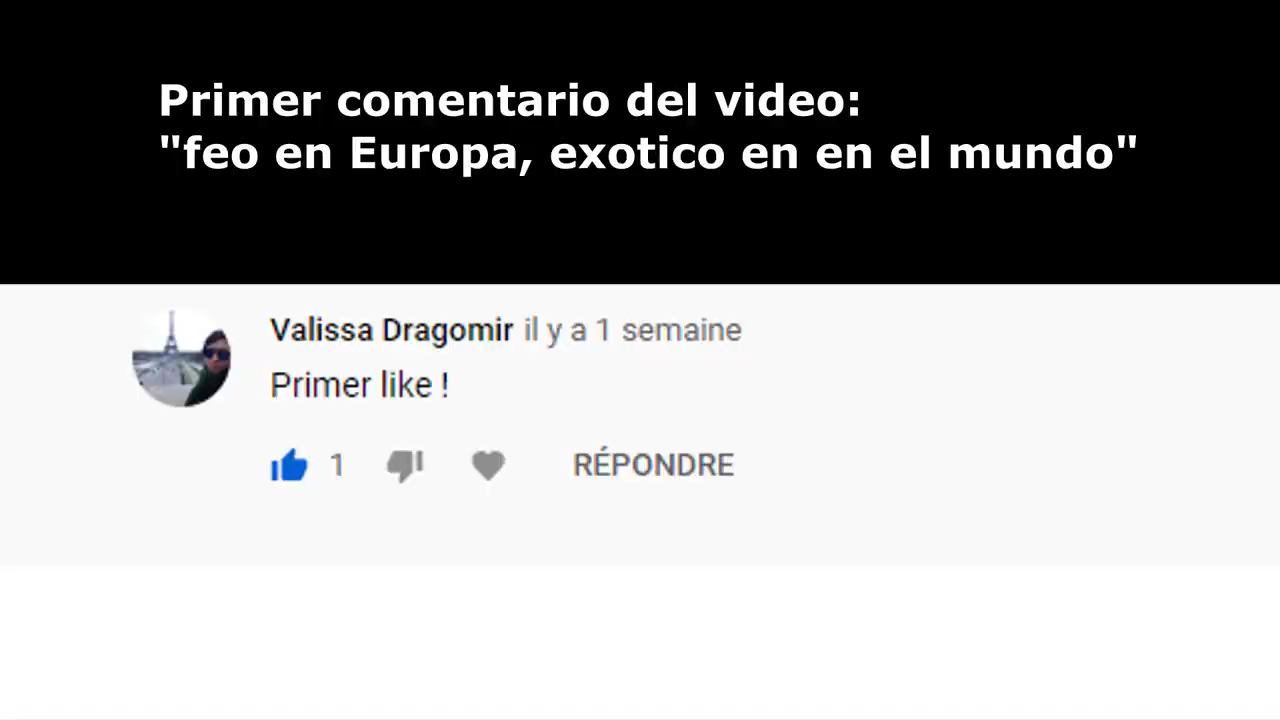 Primer comentario del video:
"feo en Europa, exotico en en el mundo"
Valissa Dragomir il y a 1 semaine
Primer like !
1 RÉPONDRE